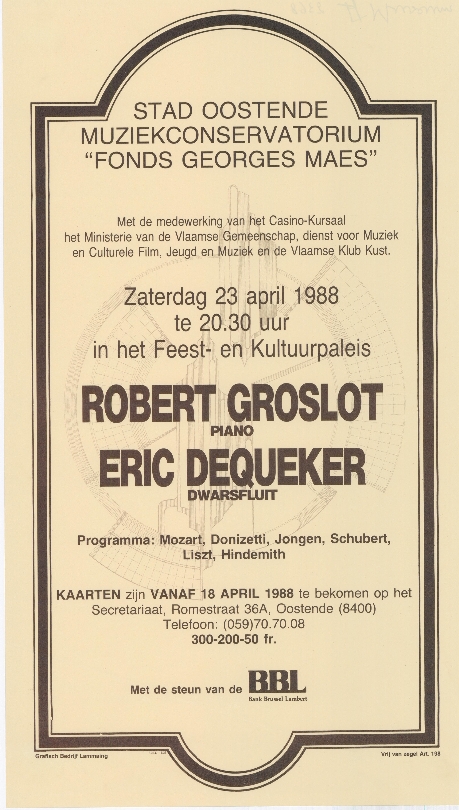 STAD OOSTENDE
MUZIEKCONSERVATORIUM
“FONDS GEORGES MAES”
Met de medewerking van het Casino-Kursaal
het Ministerie van de Vlaamse Gemeenschap, dienst voor Muziek
en Culturele Film, Jeugd en Muziek en de Vlaamse Klub Kust.
Zaterdag 23 april 1988
te 20.30 uur
in het Feest- en Kultuurpaleis
ROBERT GROSLOT
PIANO
ERIC DEQUEKER
DWARSFLUIT
Programma: Mozart, Donizetti, Jongen, Schubert,
Liszt, Hindemith
KAARTEN zijn VANAF 18 APRIL 1988 te bekomen op het
Secretariaat, Romestraat 36A, Oostende (8400)
Telefoon: (059)70.70.08
300-200-50 fr.
Met de steun van de BBL
Bank Brussel Lambert
Grafisch Bedrijf Lammaing
Vrij van zegel Art. 198